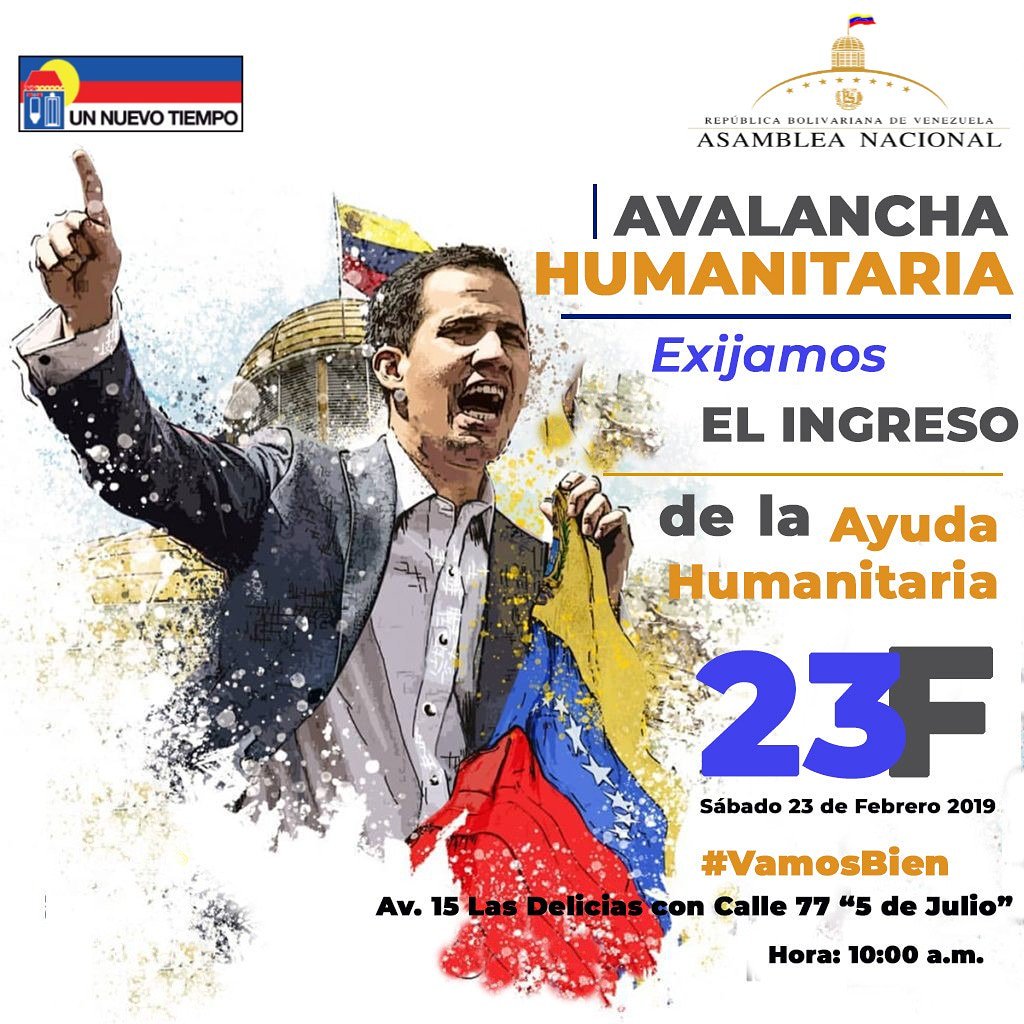 UN NUEVO TIEMPO
REPÚBLICA BOLIVARIANA DE VENEZUELA
ASAMBLEA NACIONAL
AVALANCHA
HUMANITARIA
Exijamos
EL INGRESO
de la Ayuda
Humanitaria
23F
Sábado 23 de Febrero 2019
#VamosBien
Av. 15 Las Delicias con Calle 77 “5 de Julio”
Hora: 10:00 a.m.